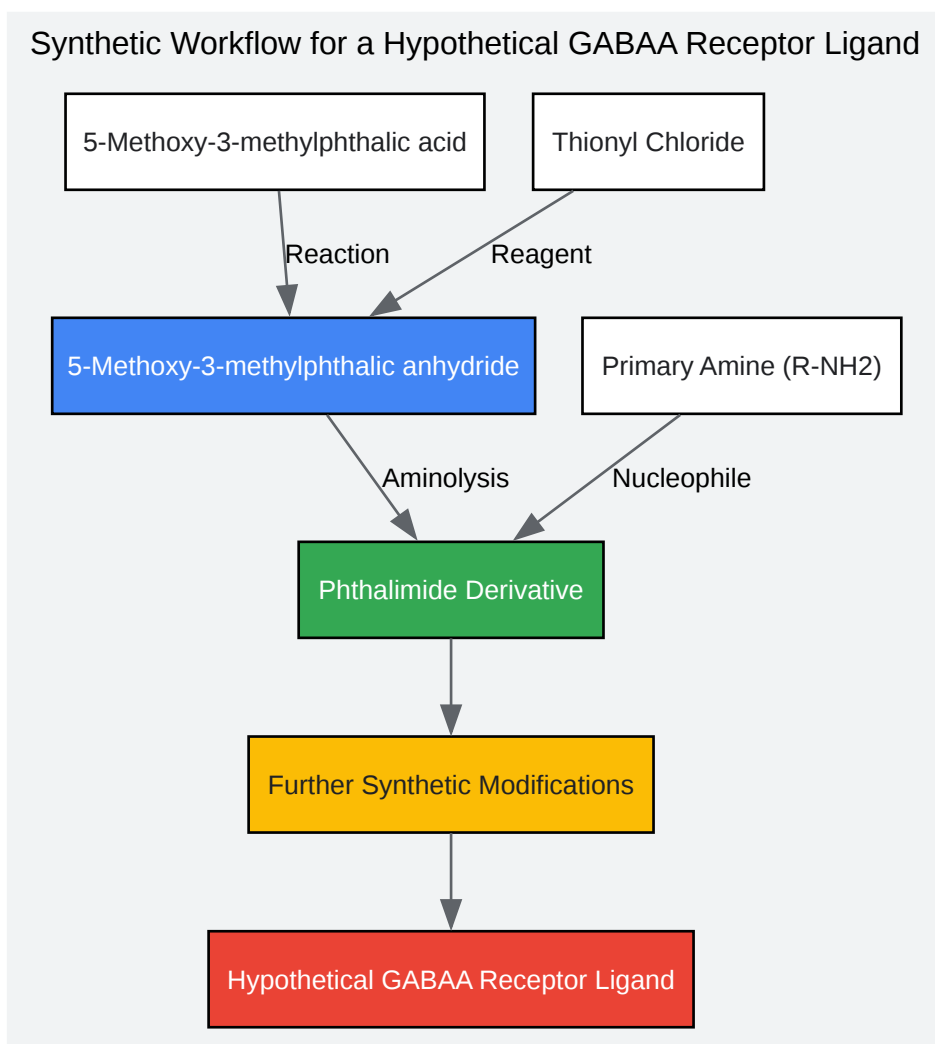 Synthetic Workflow for a Hypothetical GABAA Receptor Ligand
5-Methoxy-3-methylphthalic acid
Thionyl Chloride
Reaction
Reagent
5-Methoxy-3-methylphthalic anhydride
Primary Amine (R-NH2)
Aminolysis
Nucleophile
Phthalimide Derivative
Further Synthetic Modifications
Hypothetical GABAA Receptor Ligand